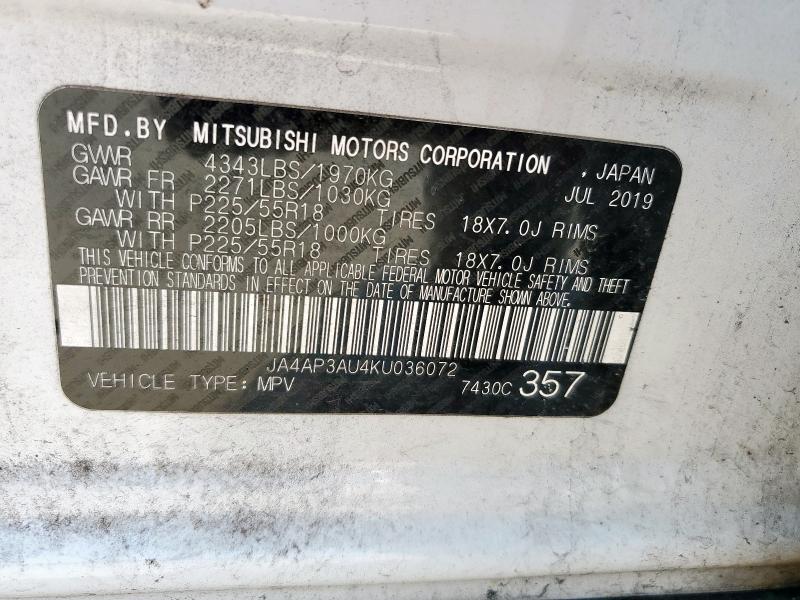 MFD.BY MITSUBISHI MOTORS CORPORATION , JAPAN
GVWR 4343LBS/1970KG JUL 2019
GAWR FR 2271LBS/1030KG
WITH P225/55R18 TIRES 18X7.0J RIMS
GAWR RR 2205LBS/1000KG
WITH P225/55R18 TIRES 18X7.0J RIMS
THIS VEHICLE CONFORMS TO ALL APPLICABLE FEDERAL MOTOR VEHICLE SAFETY AND THEFT
PREVENTION STANDARDS IN EFFECT ON THE DATE OF MANUFACTURE SHOWN ABOVE.
JA4AP3AU4KU036072
VEHICLE TYPE: MPV 7430C 357